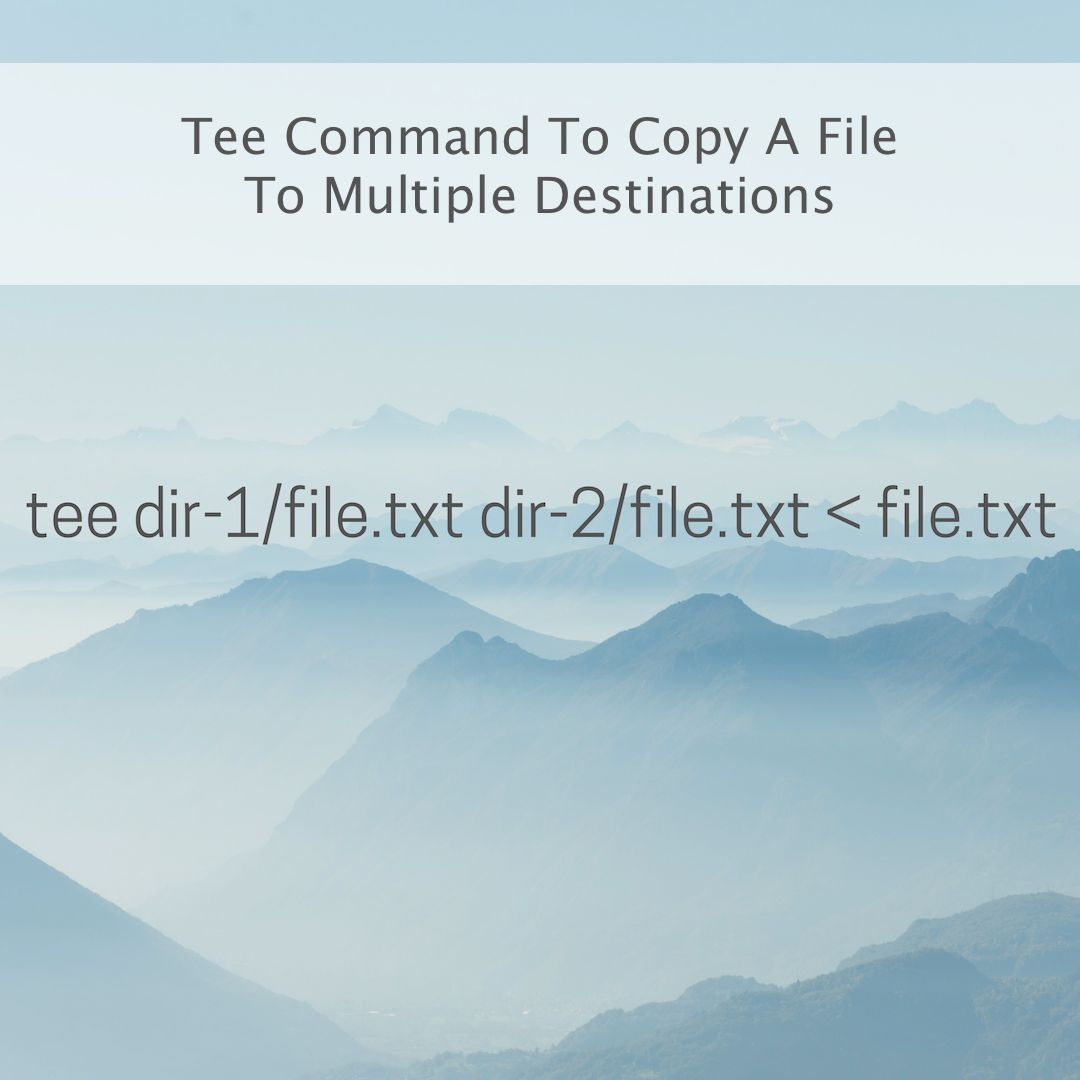 Tee Command To Copy A File
To Multiple Destinations
tee dir-1/file.txt dir-2/file.txt < file.txt